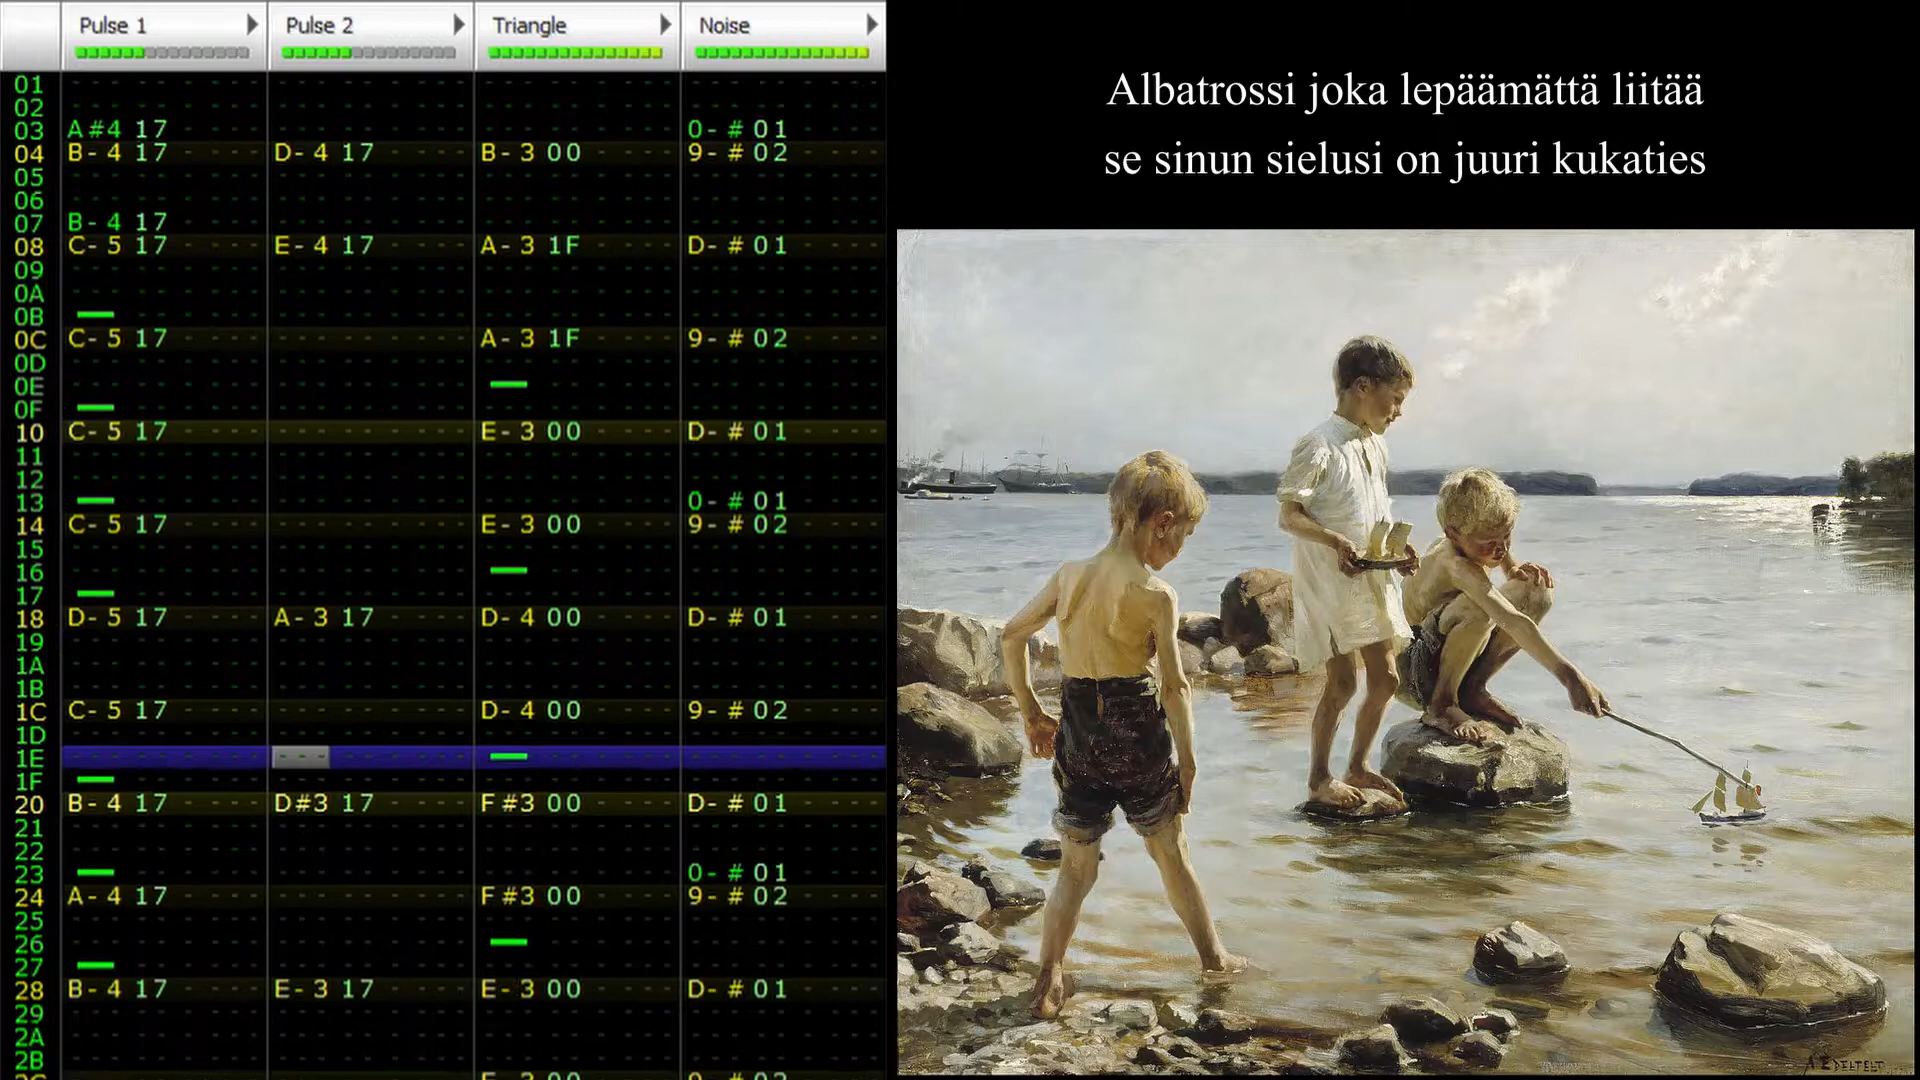 Pulse 1 Pulse 2 Triangle Noise
01
02
03 A#4 17 0-# 01
04 B-4 17 D-4 17 B-3 00 9-# 02
05
06
07 B-4 17
08 C-5 17 E-4 17 A-3 1F D-# 01
09
0A
0B
0C C-5 17 A-3 1F 9-# 02
0D
0E
0F
10 C-5 17 E-3 00 D-# 01
11
12
13 0-# 01
14 C-5 17 E-3 00 9-# 02
15
16
17
18 D-5 17 A-3 17 D-4 00 D-# 01
19
1A
1B
1C C-5 17 D-4 00 9-# 02
1D
1E
1F
20 B-4 17 D#3 17 F#3 00 D-# 01
21
22
23 0-# 01
24 A-4 17 F#3 00 9-# 02
25
26
27
28 B-4 17 E-3 17 E-3 00 D-# 01
29
2A
2B
Albatrossi joka lepäämättä liitää
se sinun sielusi on juuri kukaties
A EDELFELT